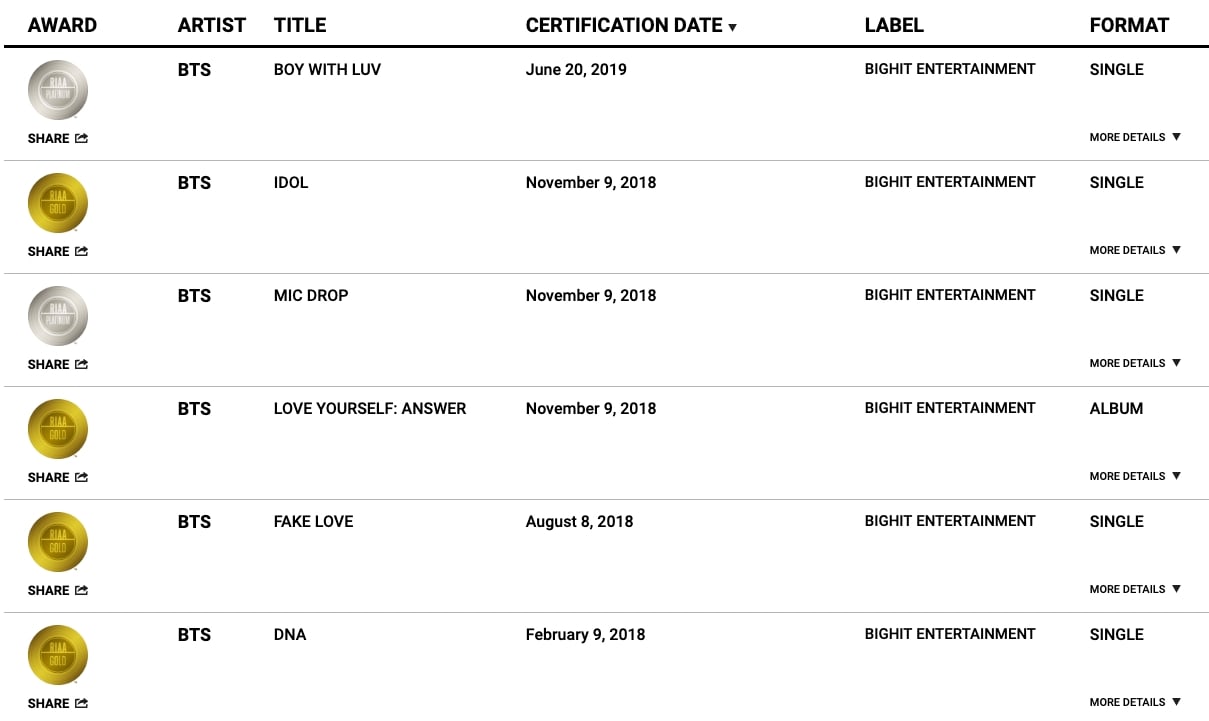 AWARD ARTIST TITLE CERTIFICATION DATE ▼ LABEL FORMAT
RIAA
PLATINUM
BTS BOY WITH LUV June 20, 2019 BIGHIT ENTERTAINMENT SINGLE
SHARE MORE DETAILS ▼
RIAA
GOLD
BTS IDOL November 9, 2018 BIGHIT ENTERTAINMENT SINGLE
SHARE MORE DETAILS ▼
RIAA
PLATINUM
BTS MIC DROP November 9, 2018 BIGHIT ENTERTAINMENT SINGLE
SHARE MORE DETAILS ▼
RIAA
GOLD
BTS LOVE YOURSELF: ANSWER November 9, 2018 BIGHIT ENTERTAINMENT ALBUM
SHARE MORE DETAILS ▼
RIAA
GOLD
BTS FAKE LOVE August 8, 2018 BIGHIT ENTERTAINMENT SINGLE
SHARE MORE DETAILS ▼
RIAA
GOLD
BTS DNA February 9, 2018 BIGHIT ENTERTAINMENT SINGLE
SHARE MORE DETAILS ▼